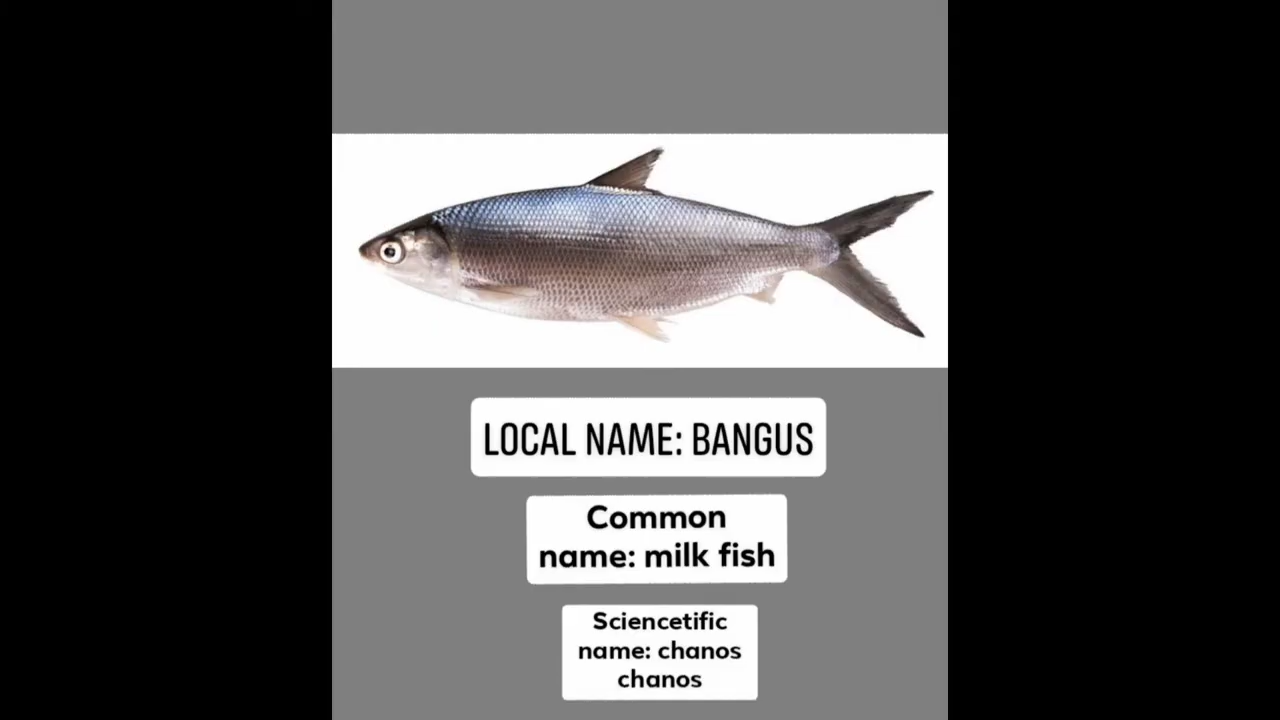 LOCAL NAME: BANGUS
Common
name: milk fish
Sciencetific
name: chanos
chanos